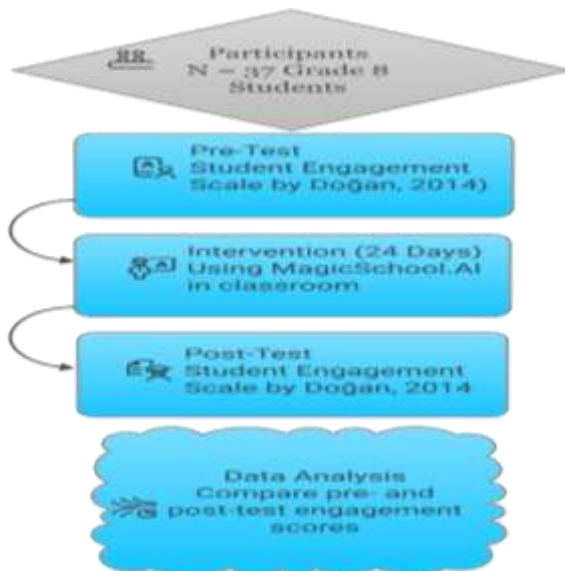 Participants
N – 37 Grade 8
Students
Pre-Test
Student Engagement
Scale by Doğan, 2014)
Intervention (24 Days)
Using MagicSchool.AI
in classroom
Post-Test
Student Engagement
Scale by Doğan, 2014
Data Analysis
Compare pre- and
post-test engagement
scores